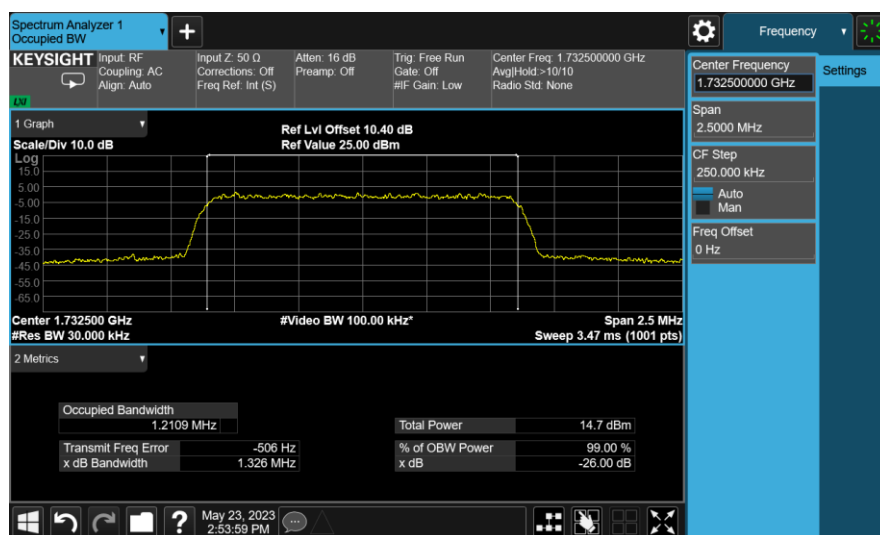 Spectrum Analyzer 1
Occupied BW
+
Frequency
KEYSIGHT
Input: RF
Coupling: AC
Align: Auto
Input Z: 50 Ω
Corrections: Off
Freq Ref: Int (S)
Atten: 16 dB
Preamp: Off
Trig: Free Run
Gate: Off
#IF Gain: Low
Center Freq: 1.732500000 GHz
Avg|Hold:>10/10
Radio Std: None
LXI
Center Frequency
1.732500000 GHz
Settings
Span
2.5000 MHz
CF Step
250.000 kHz
Auto
Man
Freq Offset
0 Hz
1 Graph
Scale/Div 10.0 dB
Ref Lvl Offset 10.40 dB
Ref Value 25.00 dBm
Log
15.0
5.00
-5.00
-15.0
-25.0
-35.0
-45.0
-55.0
-65.0
Center 1.732500 GHz
#Res BW 30.000 kHz
#Video BW 100.00 kHz*
Span 2.5 MHz
Sweep 3.47 ms (1001 pts)
2 Metrics
Occupied Bandwidth
1.2109 MHz
Total Power 14.7 dBm
Transmit Freq Error -506 Hz
% of OBW Power 99.00 %
x dB Bandwidth 1.326 MHz
x dB -26.00 dB
?
May 23, 2023
2:53:59 PM